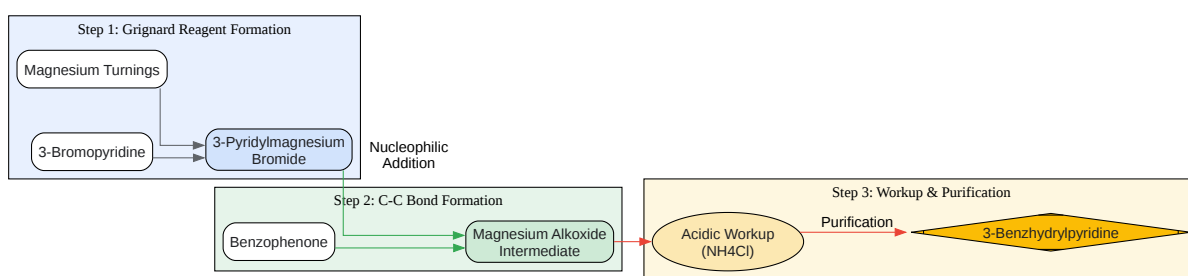 Step 1: Grignard Reagent Formation
Magnesium Turnings
3-Bromopyridine
3-Pyridylmagnesium
Bromide
Nucleophilic
Addition
Step 2: C-C Bond Formation
Benzophenone
Magnesium Alkoxide
Intermediate
Step 3: Workup & Purification
Acidic Workup
(NH4Cl)
Purification
3-Benzhydrylpyridine